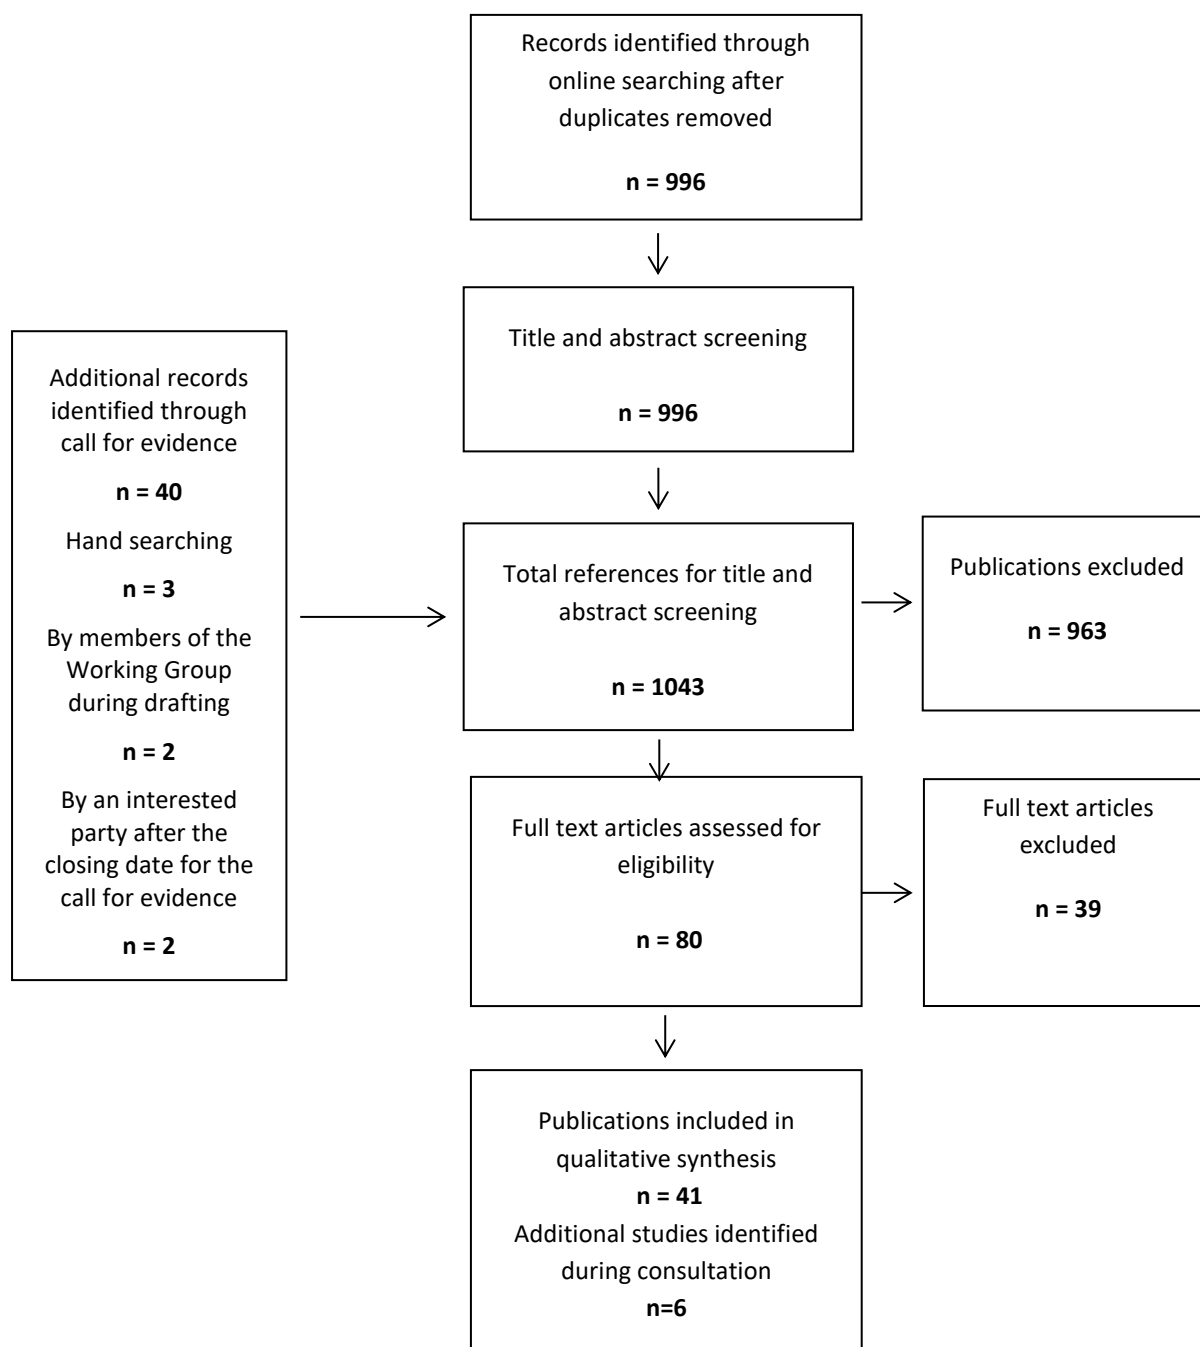 Records identified through
online searching after
duplicates removed
n = 996
Title and abstract screening
n = 996
Additional records
identified through
call for evidence
n = 40
Hand searching
n = 3
By members of the
Working Group
during drafting
n = 2
By an interested
party after the
closing date for the
call for evidence
n = 2
Total references for title and
abstract screening
n = 1043
Publications excluded
n = 963
Full text articles assessed for
eligibility
n = 80
Full text articles
excluded
n = 39
Publications included in
qualitative synthesis
n = 41
Additional studies identified
during consultation
n=6